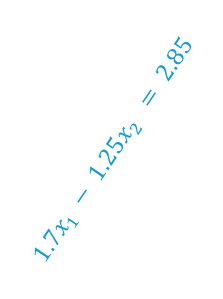 1.7x₁ − 1.25x₂ = 2.85